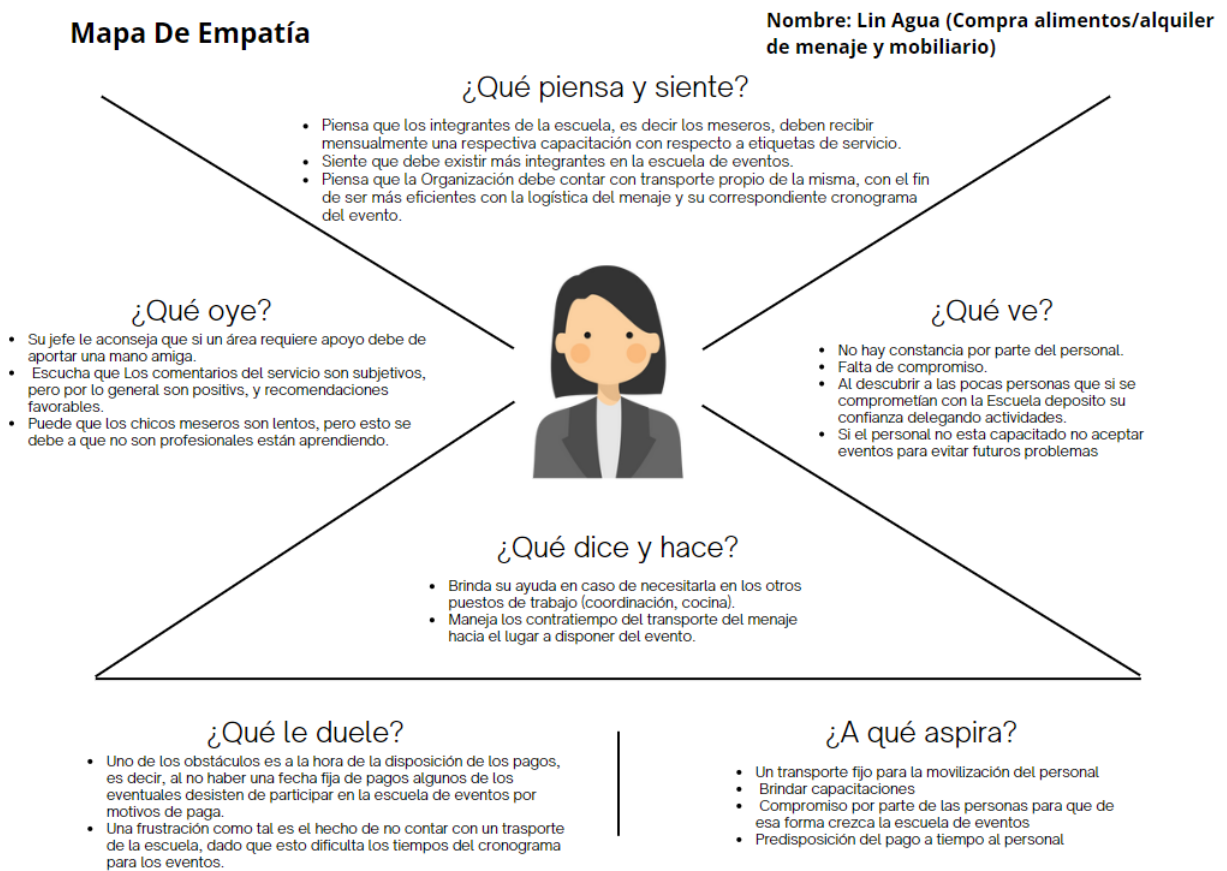 Mapa De Empatía
Nombre: Lin Agua (Compra alimentos/alquiler
de menaje y mobiliario)
¿Qué piensa y siente?
• Piensa que los integrantes de la escuela, es decir los meseros, deben recibir
mensualmente una respectiva capacitación con respecto a etiquetas de servicio.
• Siente que debe existir más integrantes en la escuela de eventos.
• Piensa que la Organización debe contar con transporte propio de la misma, con el fin
de ser más eficientes con la logística del menaje y su correspondiente cronograma
del evento.
¿Qué oye?
• Su jefe le aconseja que si un área requiere apoyo debe de
aportar una mano amiga.
• Escucha que Los comentarios del servicio son subjetivos,
pero por lo general son positivs, y recomendaciones
favorables.
• Puede que los chicos meseros son lentos, pero esto se
debe a que no son profesionales están aprendiendo.
¿Qué ve?
• No hay constancia por parte del personal.
• Falta de compromiso.
• Al descubrir a las pocas personas que si se
comprometían con la Escuela deposito su
confianza delegando actividades.
• Si el personal no esta capacitado no aceptar
eventos para evitar futuros problemas
¿Qué dice y hace?
• Brinda su ayuda en caso de necesitarla en los otros
puestos de trabajo (coordinación, cocina).
• Maneja los contratiempo del transporte del menaje
hacia el lugar a disponer del evento.
¿Qué le duele?
• Uno de los obstáculos es a la hora de la disposición de los pagos,
es decir, al no haber una fecha fija de pagos algunos de los
eventuales desisten de participar en la escuela de eventos por
motivos de paga.
• Una frustración como tal es el hecho de no contar con un trasporte
de la escuela, dado que esto dificulta los tiempos del cronograma
para los eventos.
¿A qué aspira?
• Un transporte fijo para la movilización del personal
• Brindar capacitaciones
• Compromiso por parte de las personas para que de
esa forma crezca la escuela de eventos
• Predisposición del pago a tiempo al personal